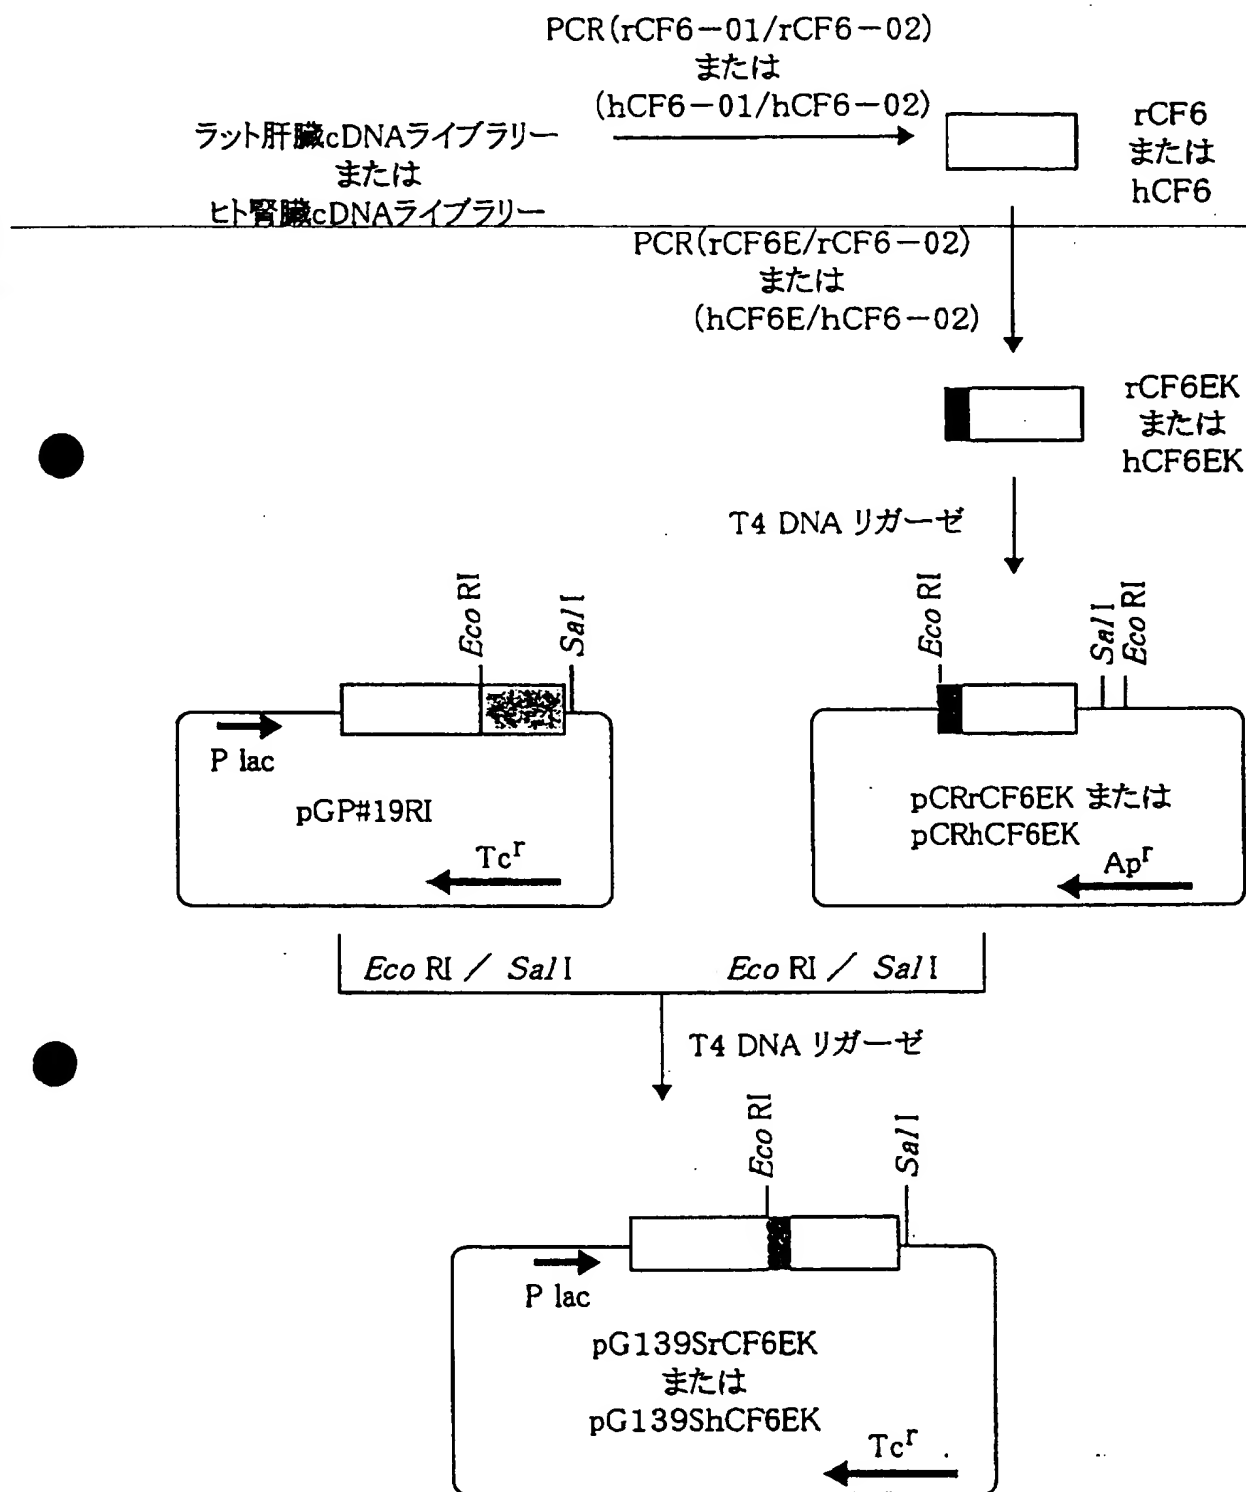 PCR(rCF6-01/rCF6-02)
または
(hCF6-01/hCF6-02)
ラット肝臓cDNAライブラリー
または
ヒト腎臓cDNAライブラリー
rCF6
または
hCF6
PCR(rCF6E/rCF6-02)
または
(hCF6E/hCF6-02)
rCF6EK
または
hCF6EK
T4 DNA リガーゼ
Eco RI
Sal I
Eco RI
Sal I
Eco RI
P lac
pGP#19RI
Tcʳ
pCRrCF6EK または
pCRhCF6EK
Apʳ
Eco RI / Sal I
Eco RI / Sal I
T4 DNA リガーゼ
Eco RI
Sal I
P lac
pG139SrCF6EK
または
pG139ShCF6EK
Tcʳ